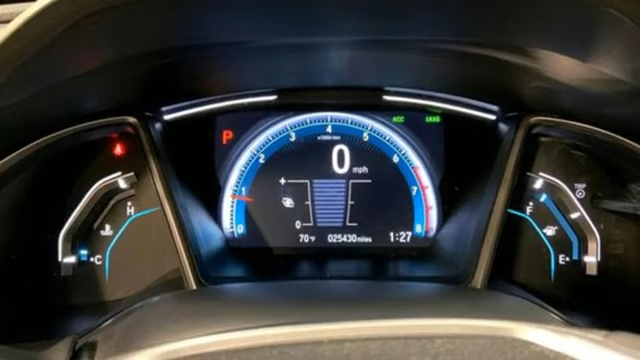 P
ACC LKAS
x1000r/min
0 1 2 3 4 5 6 7 8
0 mph
+
0
70°F 025430 miles 1:27
H
C
TRIP
F
E